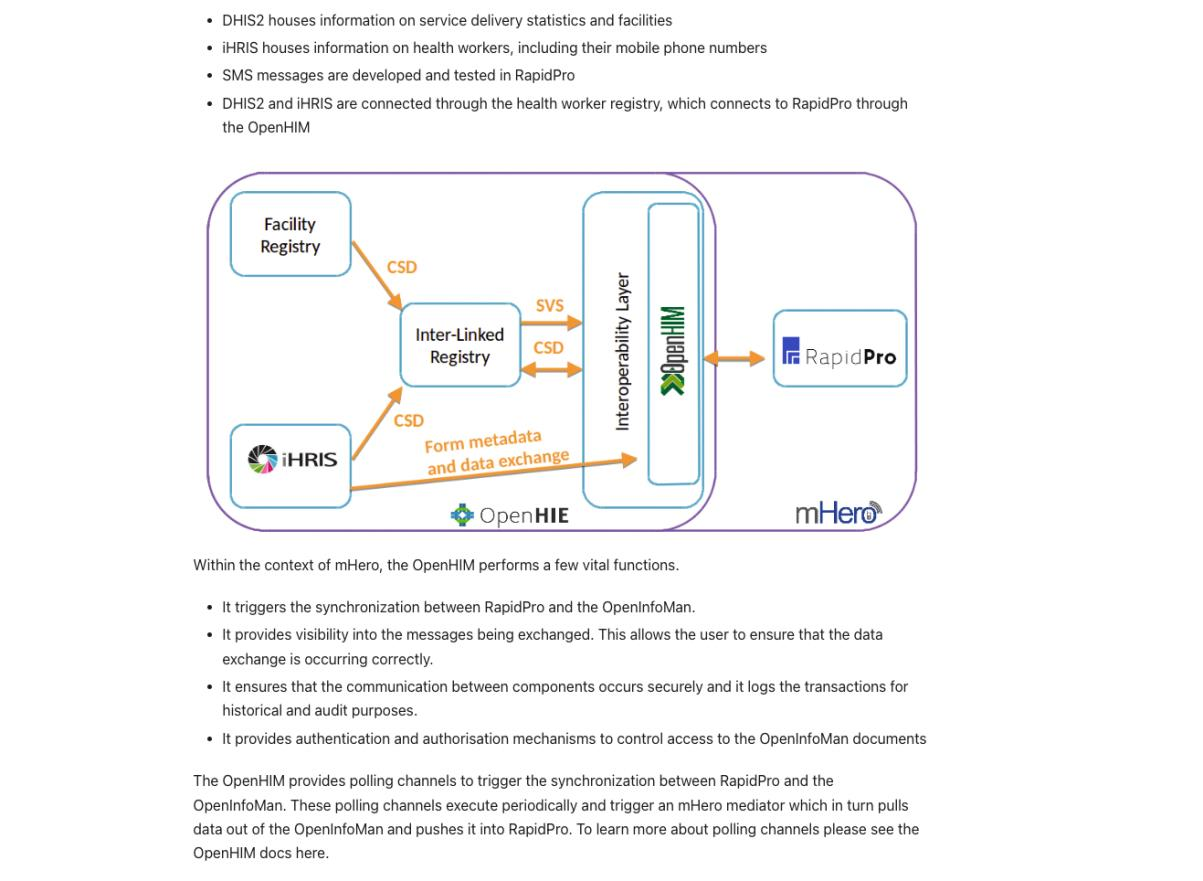 • DHIS2 houses information on service delivery statistics and facilities
• iHRIS houses information on health workers, including their mobile phone numbers
• SMS messages are developed and tested in RapidPro
• DHIS2 and iHRIS are connected through the health worker registry, which connects to RapidPro through
the OpenHIM
Facility
Registry
CSD
Inter-Linked
Registry
SVS
CSD
Interoperability Layer
OpenHIM
RapidPro
iHRIS
CSD
Form metadata
and data exchange
OpenHIE
mHero
Within the context of mHero, the OpenHIM performs a few vital functions.
• It triggers the synchronization between RapidPro and the OpenInfoMan.
• It provides visibility into the messages being exchanged. This allows the user to ensure that the data
exchange is occurring correctly.
• It ensures that the communication between components occurs securely and it logs the transactions for
historical and audit purposes.
• It provides authentication and authorisation mechanisms to control access to the OpenInfoMan documents
The OpenHIM provides polling channels to trigger the synchronization between RapidPro and the
OpenInfoMan. These polling channels execute periodically and trigger an mHero mediator which in turn pulls
data out of the OpenInfoMan and pushes it into RapidPro. To learn more about polling channels please see the
OpenHIM docs here.